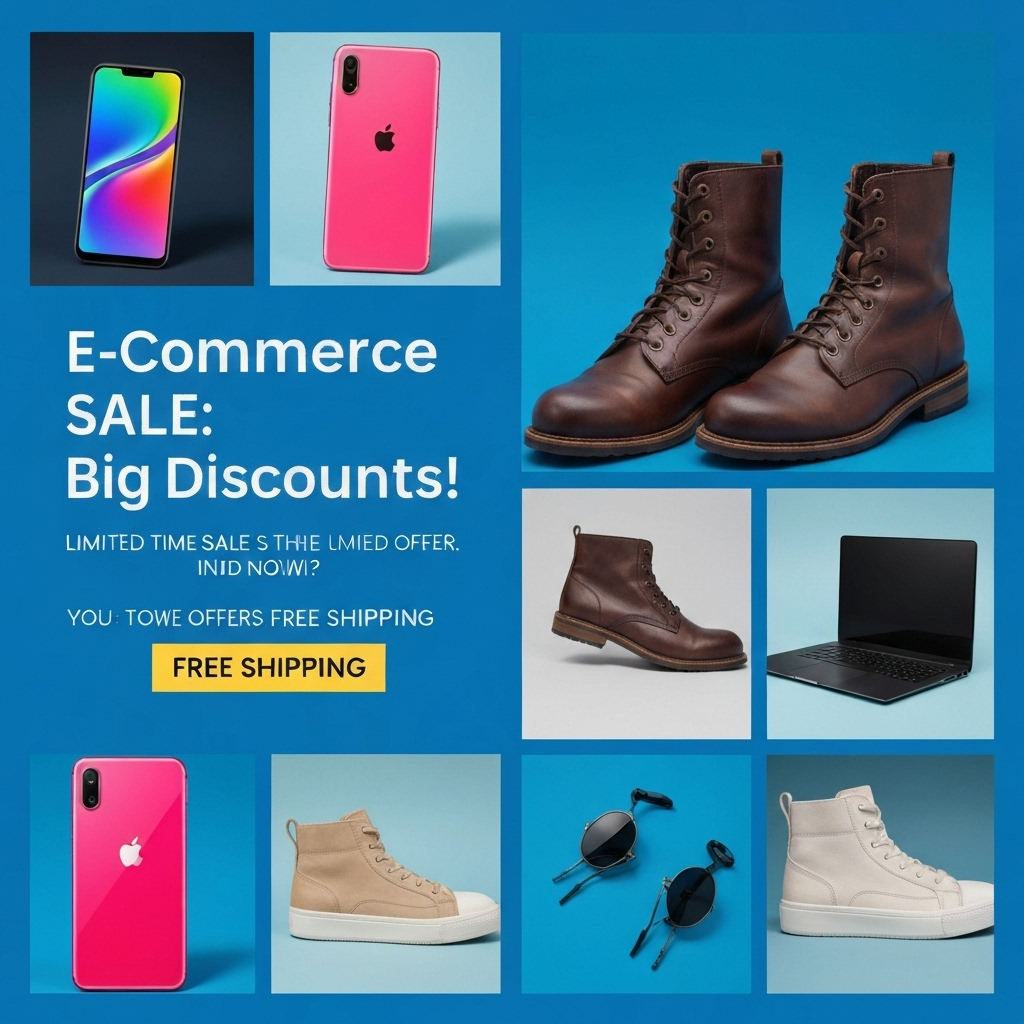 E-Commerce
SALE:
Big Discounts!
LIMITED TIME SALE S THE LMIED OFFER.
INID NOWI?
YOU: TOWE OFFERS FREE SHIPPING
FREE SHIPPING